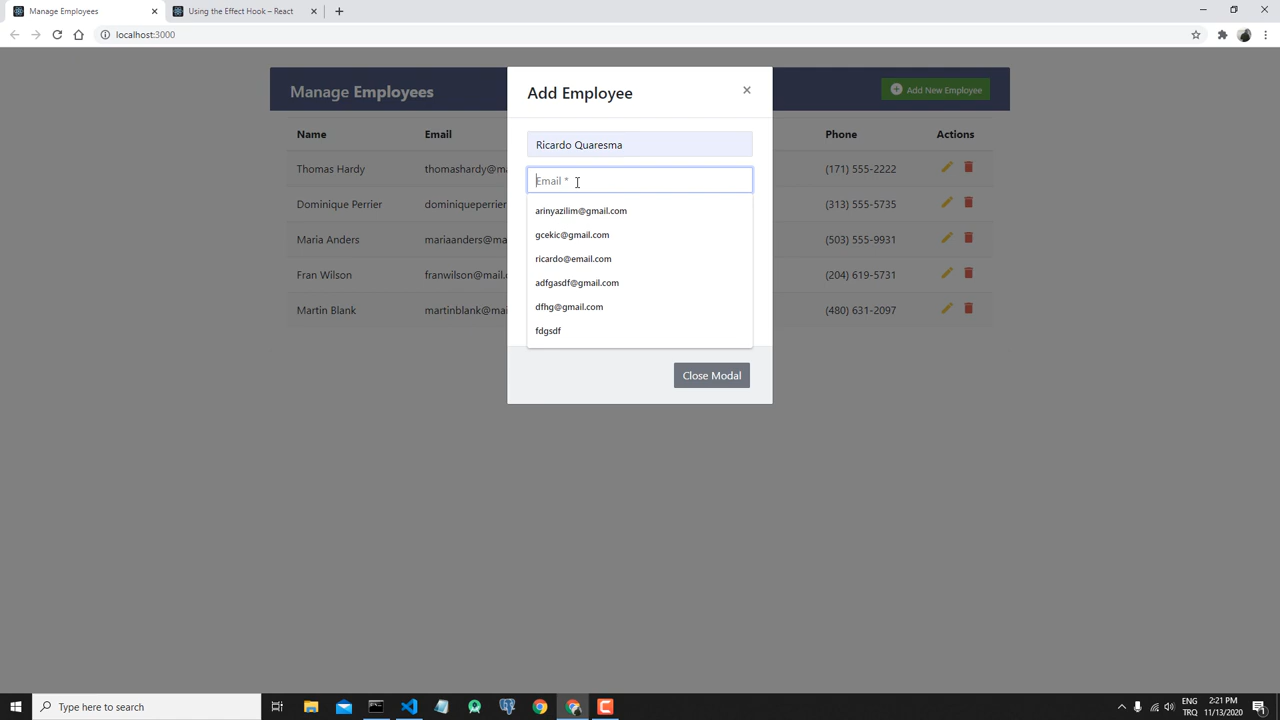 Manage Employees
Using the Effect Hook – React
localhost:3000
Manage Employees
Add New Employee
Add Employee
Ricardo Quaresma
Email *
arinyazilim@gmail.com
gcekic@gmail.com
ricardo@email.com
adfgasdf@gmail.com
dfhg@gmail.com
fdgsdf
Close Modal
Name Email Phone Actions
Thomas Hardy thomashardy@ma (171) 555-2222
Dominique Perrier dominiqueperrier (313) 555-5735
Maria Anders mariaanders@ma (503) 555-9931
Fran Wilson franwilson@mail.c (204) 619-5731
Martin Blank martinblank@mai (480) 631-2097
Type here to search
ENG
TRQ
2:21 PM
11/13/2020